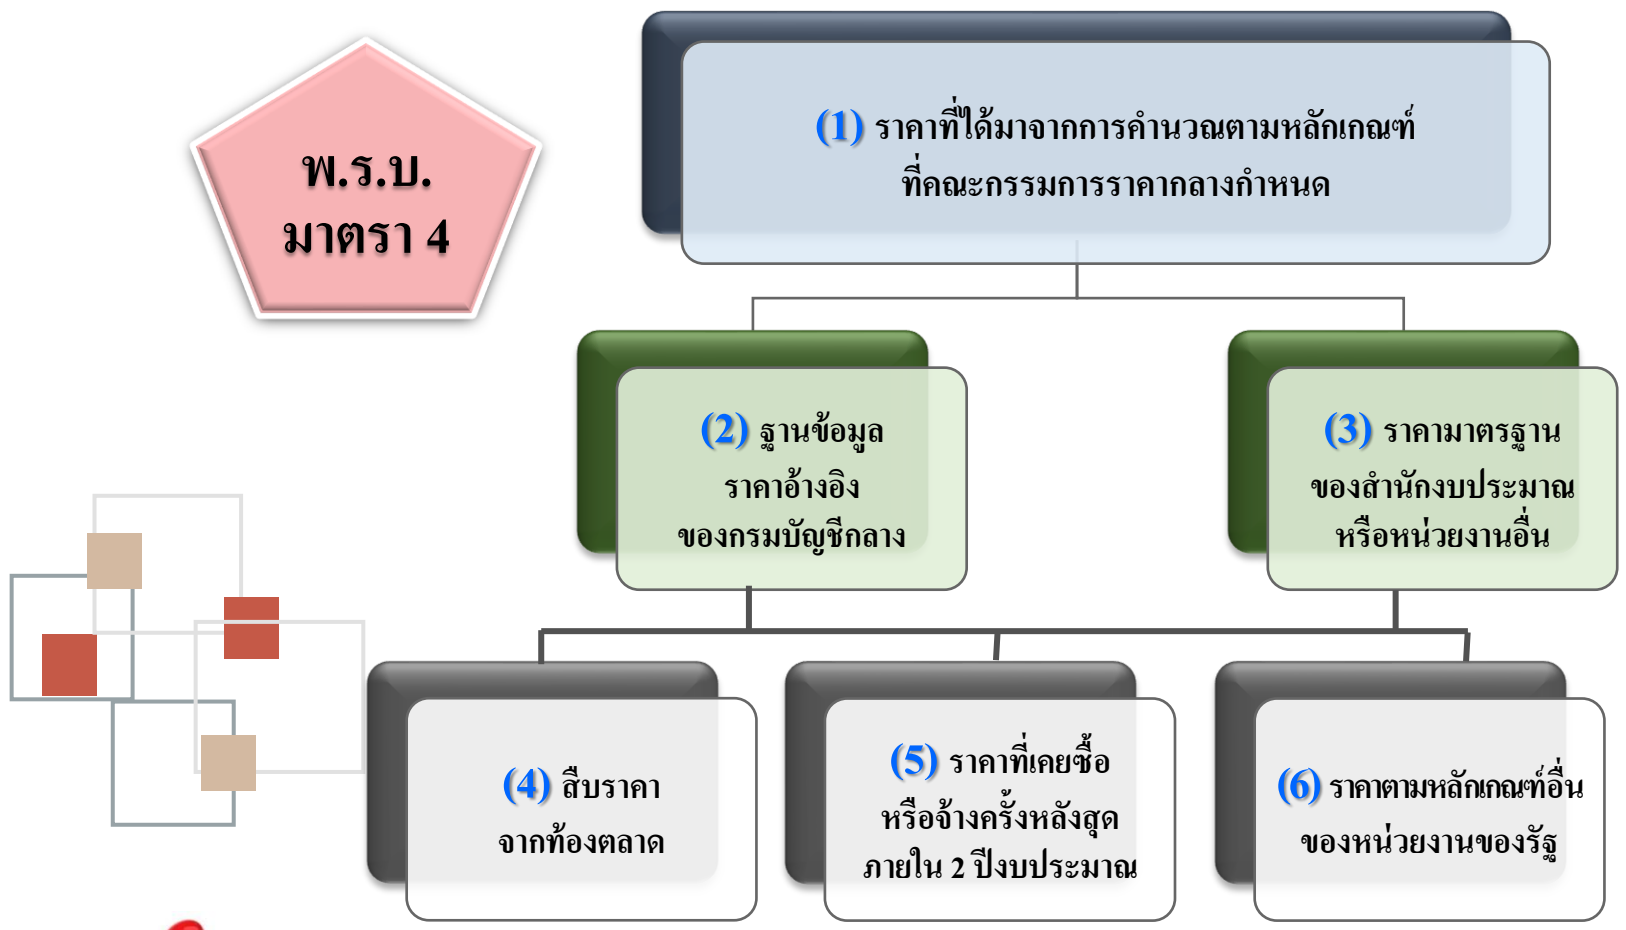 พ.ร.บ.
มาตรา 4
(1) ราคาที่ได้มาจากการคำนวณตามหลักเกณฑ์
ที่คณะกรรมการราคากลางกำหนด
(2) ฐานข้อมูล
ราคาอ้างอิง
ของกรมบัญชีกลาง
(3) ราคามาตรฐาน
ของสำนักงบประมาณ
หรือหน่วยงานอื่น
(4) สืบราคา
จากท้องตลาด
(5) ราคาที่เคยซื้อ
หรือจ้างครั้งหลังสุด
ภายใน 2 ปีงบประมาณ
(6) ราคาตามหลักเกณฑ์อื่น
ของหน่วยงานของรัฐ